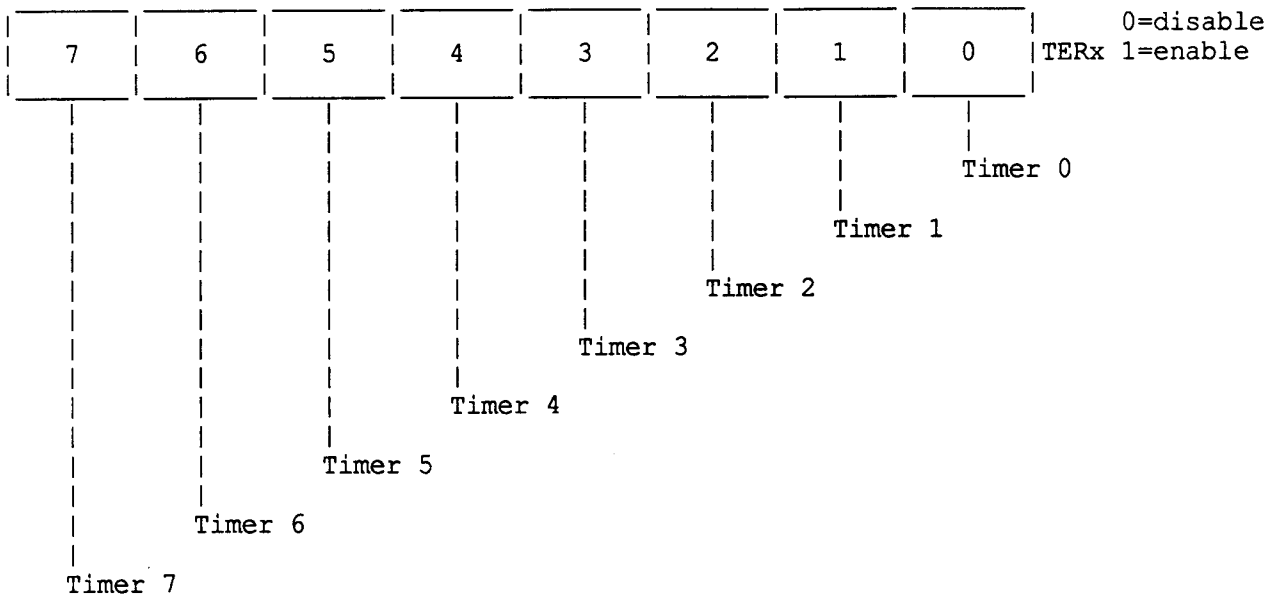 0=disable
7 6 5 4 3 2 1 0 TERx 1=enable
Timer 0
Timer 1
Timer 2
Timer 3
Timer 4
Timer 5
Timer 6
Timer 7